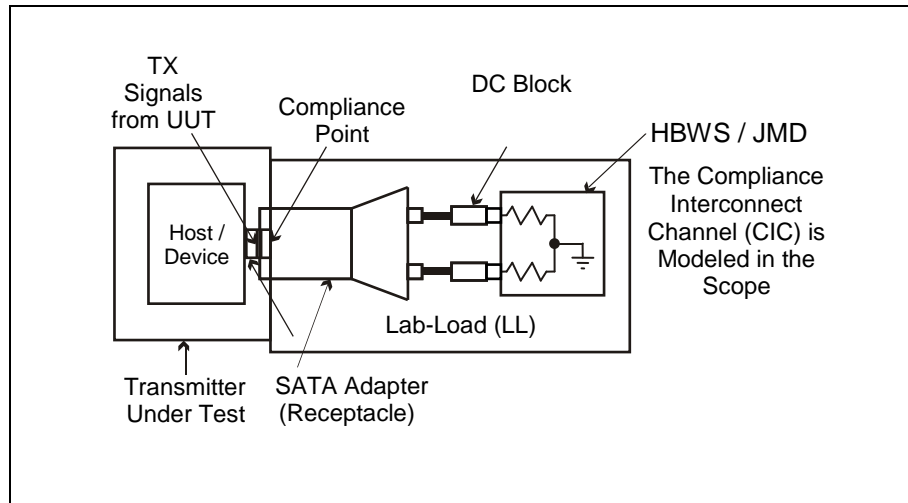 TX
Signals
from UUT
Compliance
Point
DC Block
HBWS / JMD
The Compliance
Interconnect
Channel (CIC) is
Modeled in the
Scope
Host /
Device
Lab-Load (LL)
Transmitter
Under Test
SATA Adapter
(Receptacle)